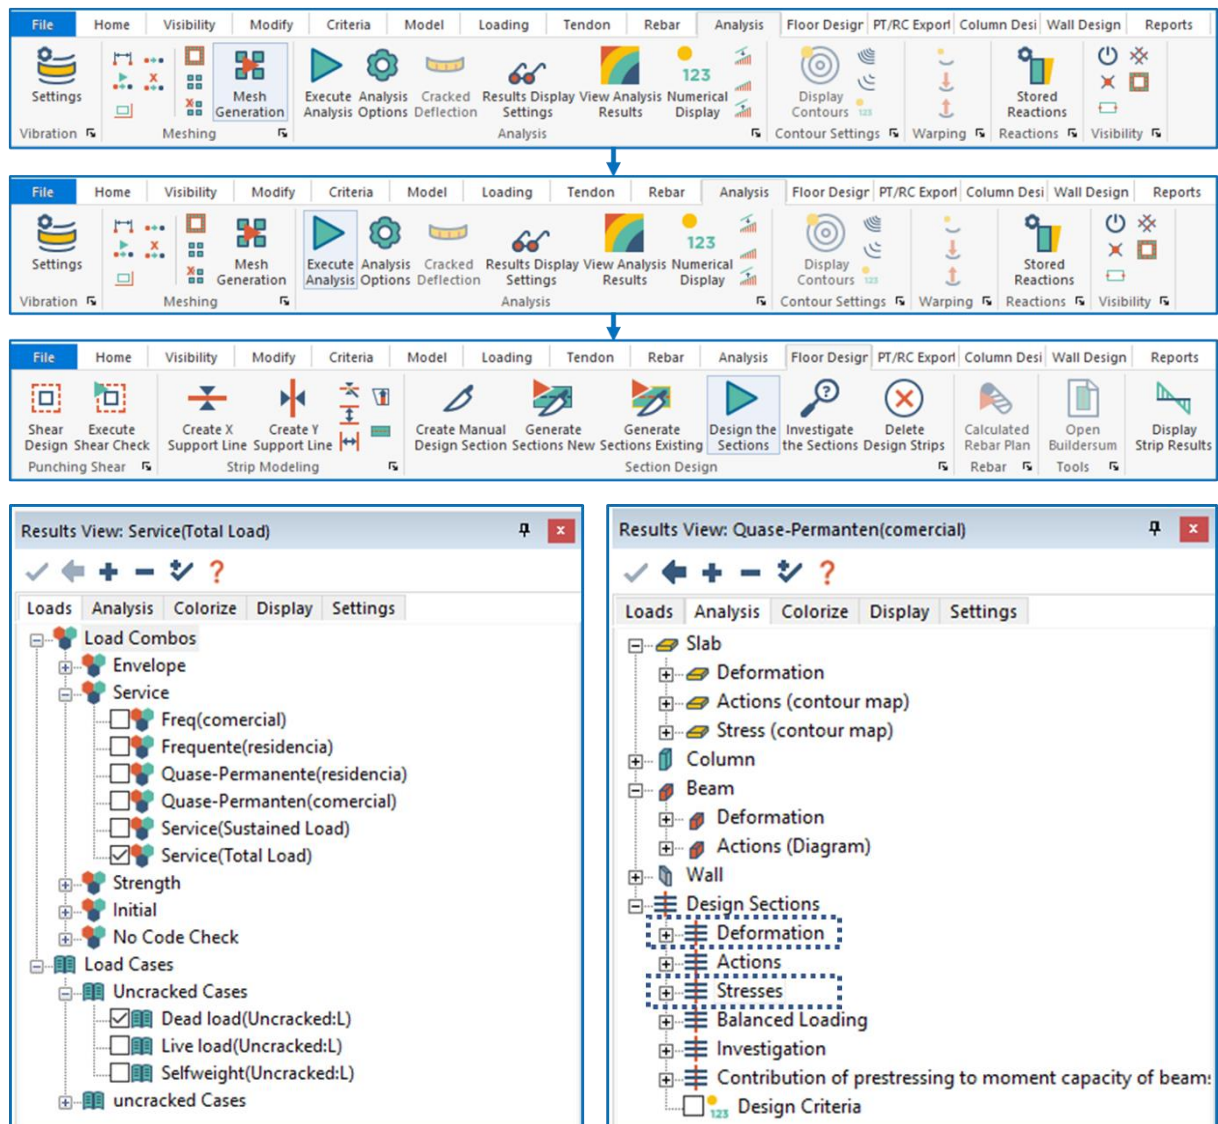 File Home Visibility Modify Criteria Model Loading Tendon Rebar Analysis Floor Design PT/RC Export Column Desi Wall Design Reports
123
Settings Mesh Generation Execute Analysis Analysis Options Cracked Deflection Results Display Settings View Analysis Results Numerical Display Display Contours 123 Stored Reactions
Vibration Meshing Analysis Contour Settings Warping Reactions Visibility
File Home Visibility Modify Criteria Model Loading Tendon Rebar Analysis Floor Design PT/RC Export Column Desi Wall Design Reports
123
Settings Mesh Generation Execute Analysis Analysis Options Cracked Deflection Results Display Settings View Analysis Results Numerical Display Display Contours 123 Stored Reactions
Vibration Meshing Analysis Contour Settings Warping Reactions Visibility
File Home Visibility Modify Criteria Model Loading Tendon Rebar Analysis Floor Design PT/RC Export Column Desi Wall Design Reports
Shear Design Execute Shear Check Create X Support Line Create Y Support Line Create Manual Design Section Generate Sections New Generate Sections Existing Design the Sections Investigate the Sections Delete Design Strips Calculated Rebar Plan Open Buildersum Display Strip Results
Punching Shear Strip Modeling Section Design Rebar Tools
Results View: Service(Total Load)
Loads Analysis Colorize Display Settings
Load Combos
Envelope
Service
Freq(comercial)
Frequente(residencia)
Quase-Permanente(residencia)
Quase-Permanten(comercial)
Service(Sustained Load)
Service(Total Load)
Strength
Initial
No Code Check
Load Cases
Uncracked Cases
Dead load(Uncracked:L)
Live load(Uncracked:L)
Selfweight(Uncracked:L)
uncracked Cases
Results View: Quase-Permanten(comercial)
Loads Analysis Colorize Display Settings
Slab
Deformation
Actions (contour map)
Stress (contour map)
Column
Beam
Deformation
Actions (Diagram)
Wall
Design Sections
Deformation
Actions
Stresses
Balanced Loading
Investigation
Contribution of prestressing to moment capacity of beam:
123 Design Criteria